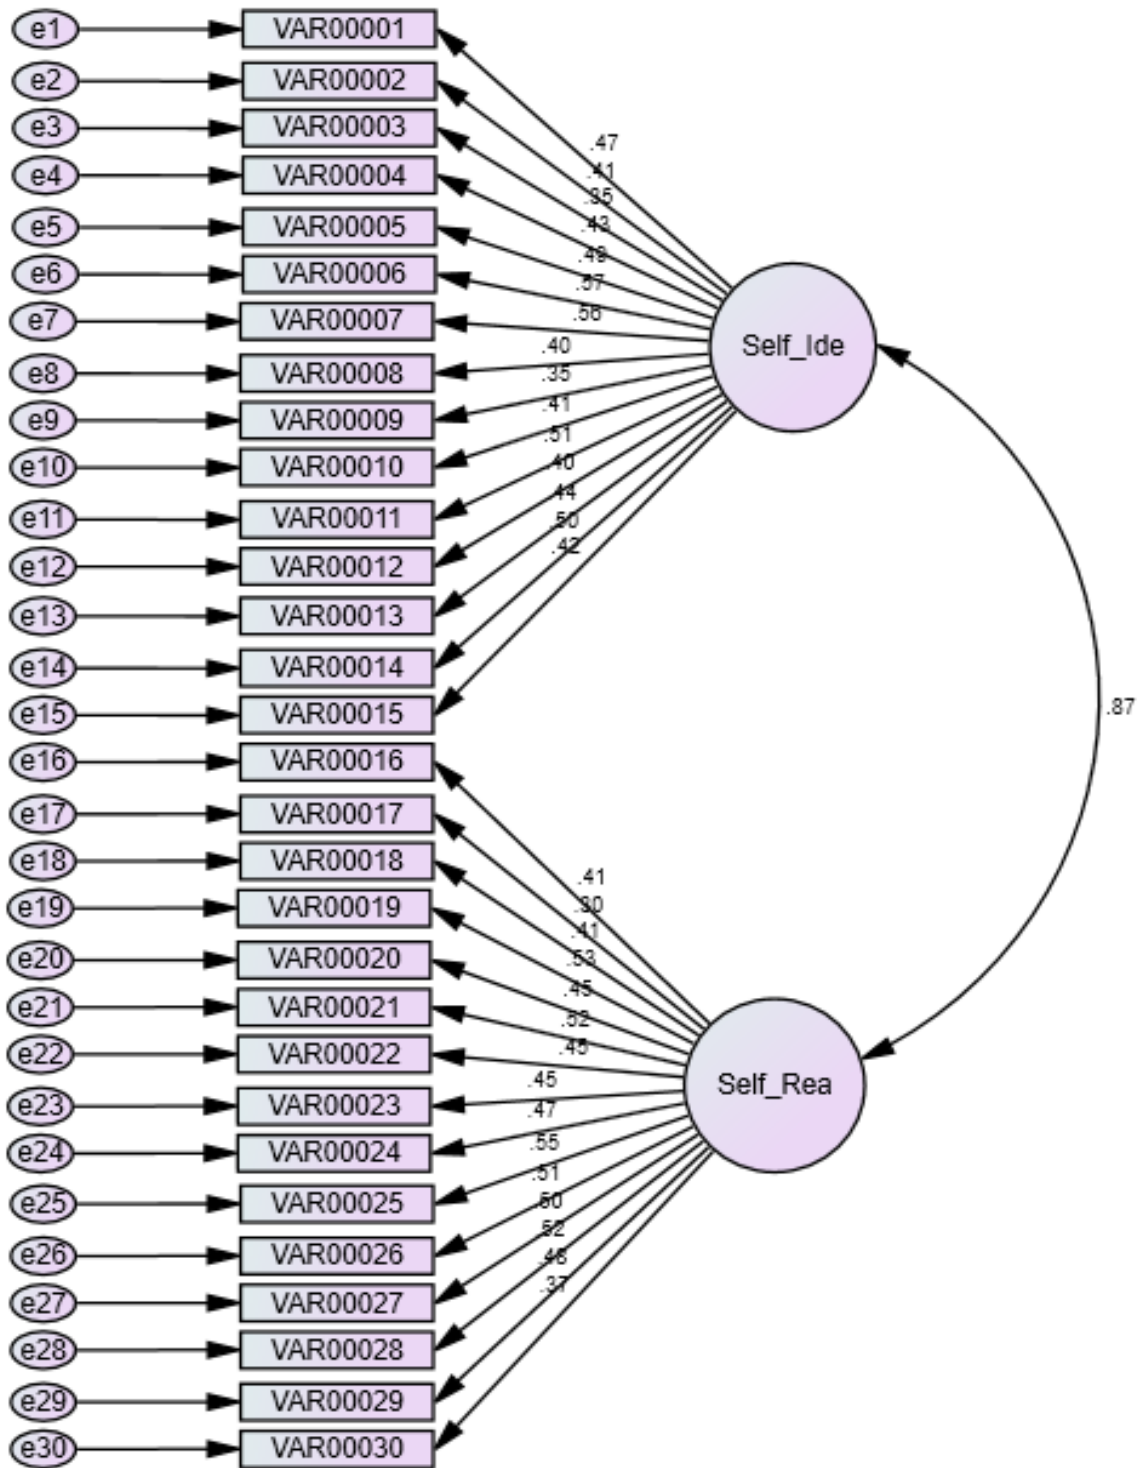 e1 VAR00001
e2 VAR00002
e3 VAR00003
e4 VAR00004
e5 VAR00005
e6 VAR00006
e7 VAR00007
e8 VAR00008
e9 VAR00009
e10 VAR00010
e11 VAR00011
e12 VAR00012
e13 VAR00013
e14 VAR00014
e15 VAR00015
e16 VAR00016
e17 VAR00017
e18 VAR00018
e19 VAR00019
e20 VAR00020
e21 VAR00021
e22 VAR00022
e23 VAR00023
e24 VAR00024
e25 VAR00025
e26 VAR00026
e27 VAR00027
e28 VAR00028
e29 VAR00029
e30 VAR00030
.47
.41
.35
.43
.49
.57
.40
.35
.41
.51
.40
.44
.50
.42
Self_Ide
.87
.41
.30
.41
.53
.45
.52
.45
.45
.47
.55
.51
.50
.52
.48
.37
Self_Rea